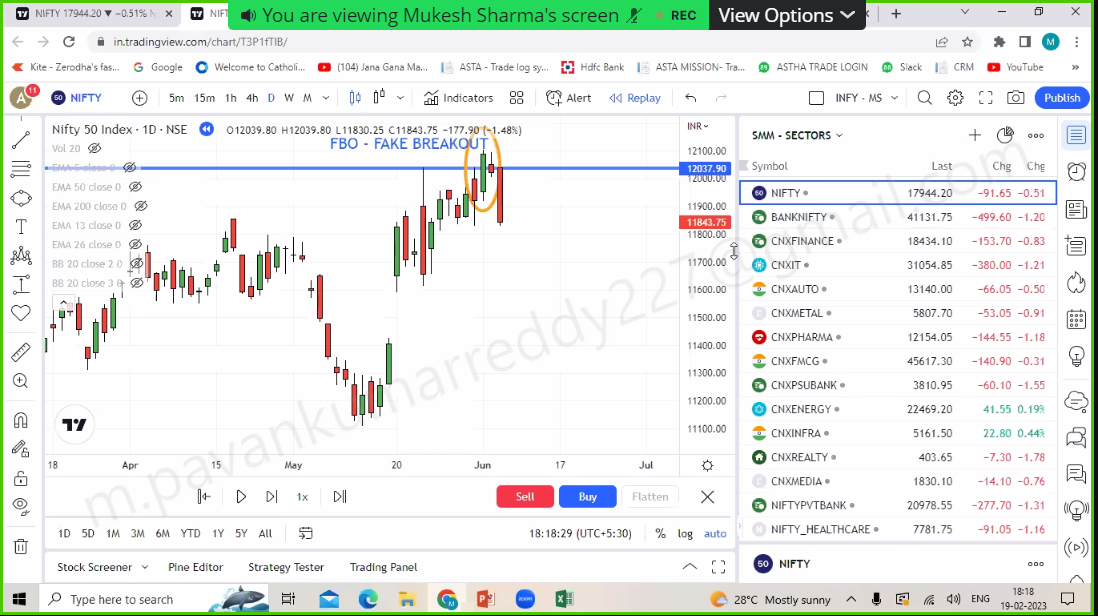 NIFTY 17944.20 ▼ −0.51% N
NIFT
You are viewing Mukesh Sharma's screen
REC
View Options
in.tradingview.com/chart/T3P1fTIB/
M
Kite - Zerodha's fas...
Google
Welcome to Catholi...
(104) Jana Gana Ma...
ASTA - Trade log sy...
Hdfc Bank
ASTA MISSION- Tra...
ASTHA TRADE LOGIN
Slack
CRM
YouTube
»
A 11
50 NIFTY
5m 15m 1h 4h D W M
Indicators
Alert
Replay
INFY - MS
Publish
Nifty 50 Index · 1D · NSE
O12039.80 H12039.80 L11830.25 C11843.75 −177.90 (−1.48%)
INR
FBO - FAKE BREAKOUT
Vol 20
EMA 5 close 0
EMA 50 close 0
EMA 200 close 0
EMA 13 close 0
EMA 26 close 0
BB 20 close 2 0
BB 20 close 3 0
12100.00
12037.90
12000.00
11900.00
11843.75
11800.00
11700.00
11600.00
11500.00
11400.00
11300.00
11200.00
11100.00
18 Apr 15 May 20 Jun 17 Jul
m.pavankumarreddy227@gmail.com
1x
Sell
Buy
Flatten
1D 5D 1M 3M 6M YTD 1Y 5Y All
18:18:29 (UTC+5:30)
% log auto
Stock Screener
Pine Editor
Strategy Tester
Trading Panel
SMM - SECTORS
Symbol Last Chg Chg
50 NIFTY 17944.20 −91.65 −0.51
BANKNIFTY 41131.75 −499.60 −1.20
CNXFINANCE 18434.10 −153.70 −0.83
CNXIT 31054.85 −380.00 −1.21
CNXAUTO 13140.00 −66.05 −0.50
CNXMETAL 5807.70 −53.05 −0.91
CNXPHARMA 12154.05 −144.55 −1.18
CNXFMCG 45617.30 −140.90 −0.31
CNXPSUBANK 3810.95 −60.10 −1.55
CNXENERGY 22469.20 41.55 0.19%
CNXINFRA 5161.50 22.80 0.44%
CNXREALTY 403.65 −7.30 −1.78
CNXMEDIA 1830.10 −14.10 −0.76
NIFTYPVTBANK 20978.55 −277.70 −1.31
N NIFTY_HEALTHCARE 7781.75 −91.05 −1.16
50 NIFTY
Type here to search
28°C Mostly sunny
ENG
18:18
19-02-2023